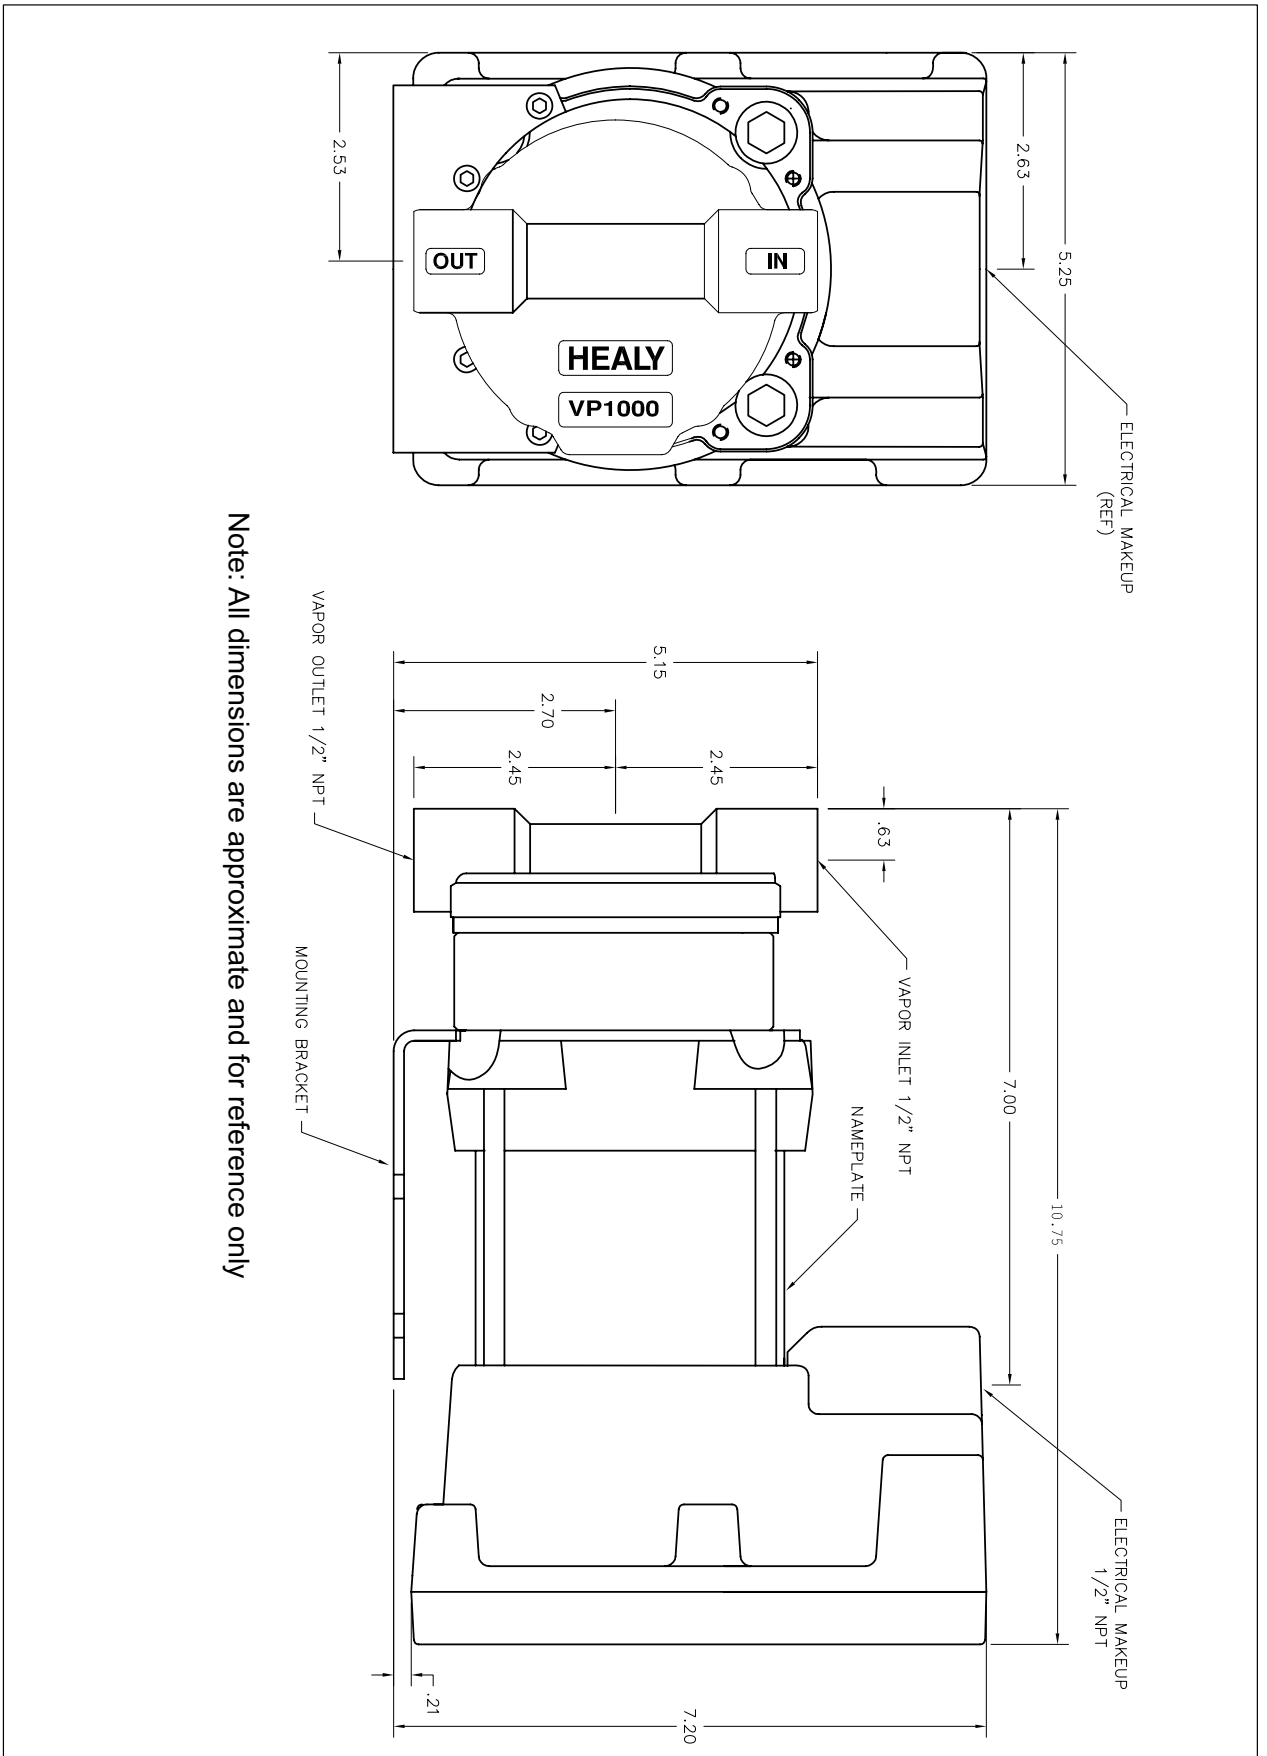 ELECTRICAL MAKEUP
(REF)
5.25
2.63
2.53
OUT
IN
HEALY
VP1000
ELECTRICAL MAKEUP
1/2" NPT
10.75
7.00
.63
VAPOR INLET 1/2" NPT
NAMEPLATE
5.15
2.70
2.45
2.45
7.20
.21
VAPOR OUTLET 1/2" NPT
MOUNTING BRACKET
Note: All dimensions are approximate and for reference only